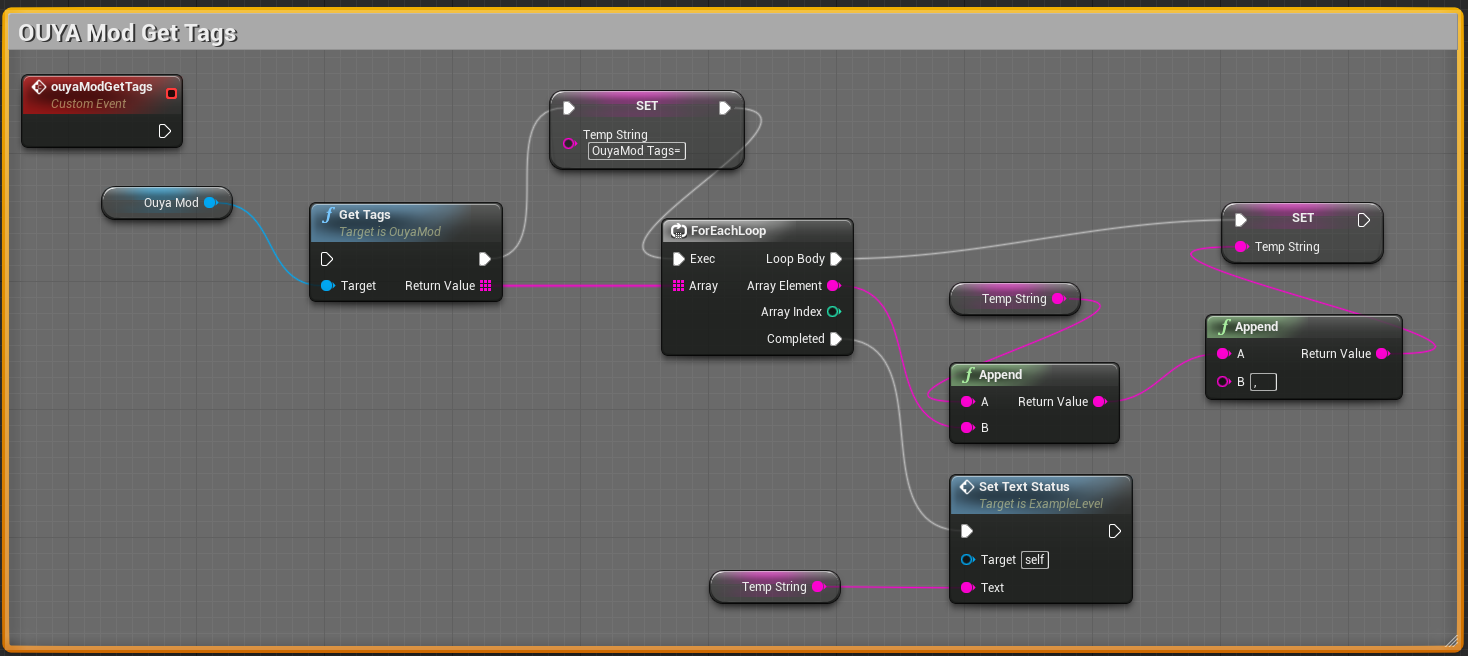 OUYA Mod Get Tags
ouyaModGetTags
Custom Event
SET
Temp String
OuyaMod Tags=
Ouya Mod
f Get Tags
Target is OuyaMod
Target Return Value
ForEachLoop
Exec Loop Body
Array Array Element
Array Index
Completed
SET
Temp String
Temp String
f Append
A Return Value
B ,
f Append
A Return Value
B
Set Text Status
Target is ExampleLevel
Target self
Text
Temp String